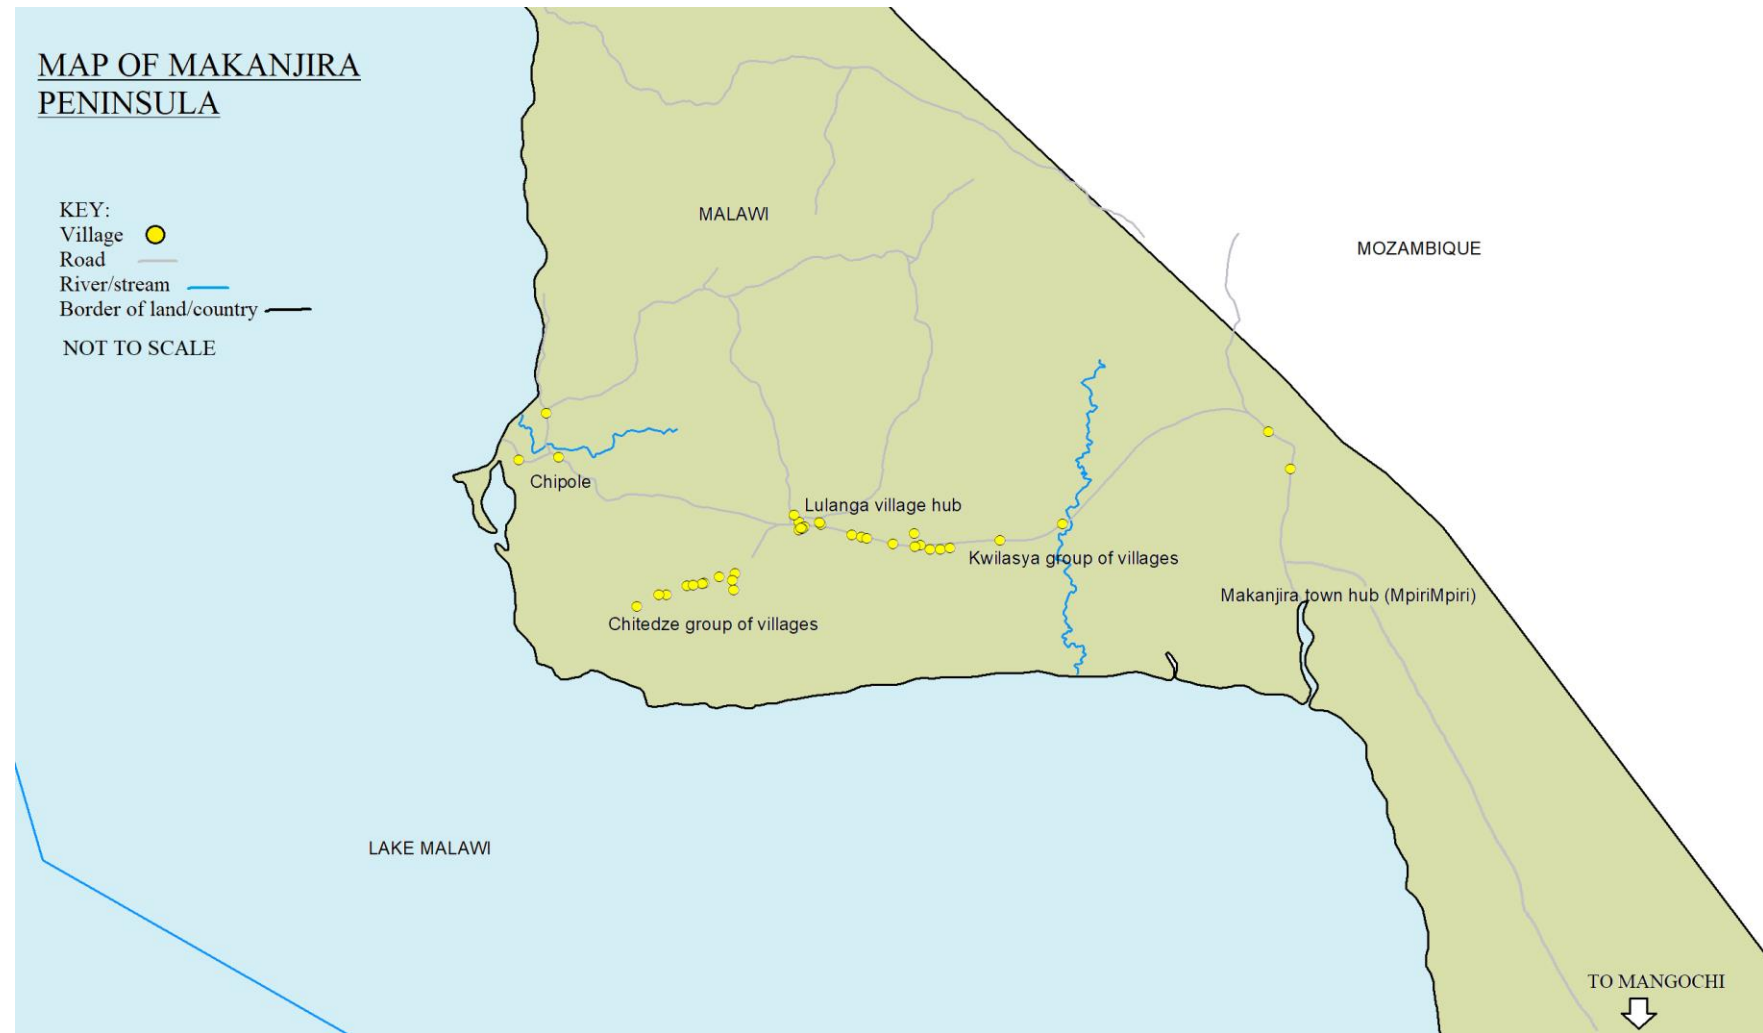 MAP OF MAKANJIRA
PENINSULA
KEY:
Village
Road
River/stream
Border of land/country
NOT TO SCALE
MALAWI
MOZAMBIQUE
Chipole
Lulanga village hub
Kwilasya group of villages
Makanjira town hub (MpiriMpiri)
Chitedze group of villages
LAKE MALAWI
TO MANGOCHI